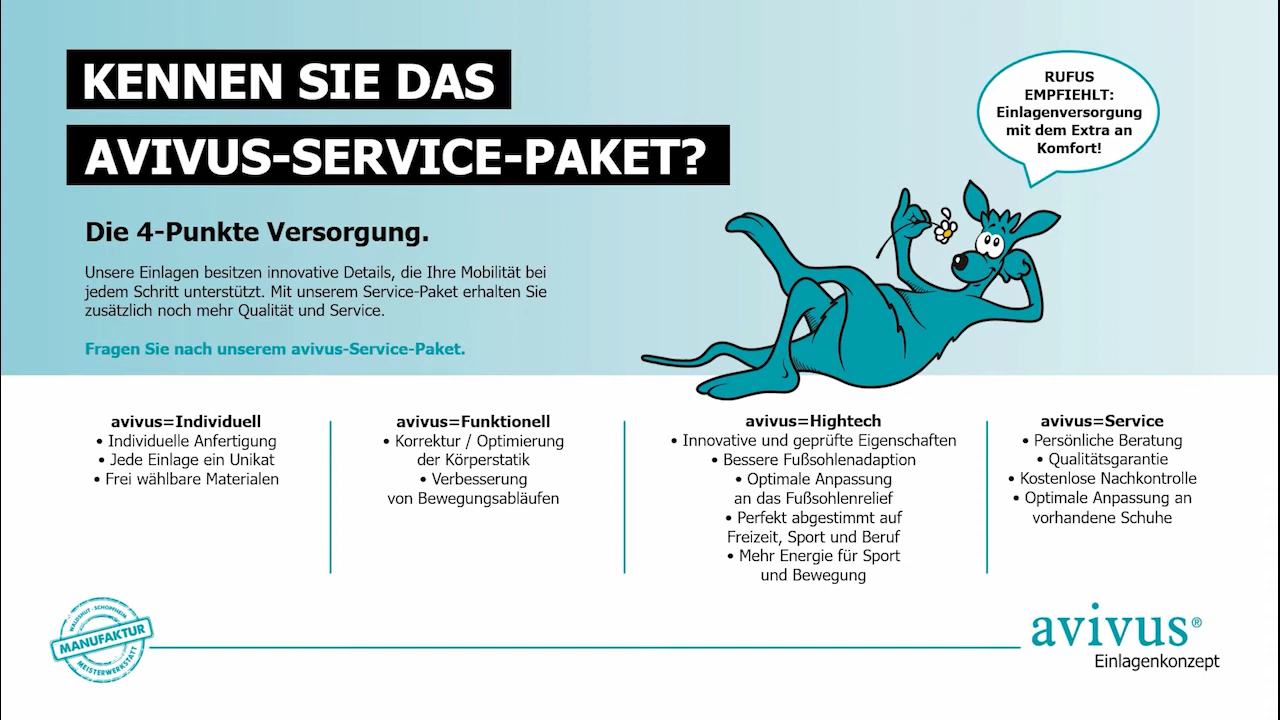 KENNEN SIE DAS
AVIVUS-SERVICE-PAKET?
RUFUS
EMPFIEHLT:
Einlagenversorgung
mit dem Extra an
Komfort!
Die 4-Punkte Versorgung.
Unsere Einlagen besitzen innovative Details, die Ihre Mobilität bei
jedem Schritt unterstützt. Mit unserem Service-Paket erhalten Sie
zusätzlich noch mehr Qualität und Service.
Fragen Sie nach unserem avivus-Service-Paket.
avivus=Individuell
• Individuelle Anfertigung
• Jede Einlage ein Unikat
• Frei wählbare Materialen
avivus=Funktionell
• Korrektur / Optimierung
der Körperstatik
• Verbesserung
von Bewegungsabläufen
avivus=Hightech
• Innovative und geprüfte Eigenschaften
• Bessere Fußsohlenadaption
• Optimale Anpassung
an das Fußsohlenrelief
• Perfekt abgestimmt auf
Freizeit, Sport und Beruf
• Mehr Energie für Sport
und Bewegung
avivus=Service
• Persönliche Beratung
• Qualitätsgarantie
• Kostenlose Nachkontrolle
• Optimale Anpassung an
vorhandene Schuhe
WALDSHUT · SCHOPFHEIM
MANUFAKTUR
MEISTERWERKSTATT
avivus®
Einlagenkonzept